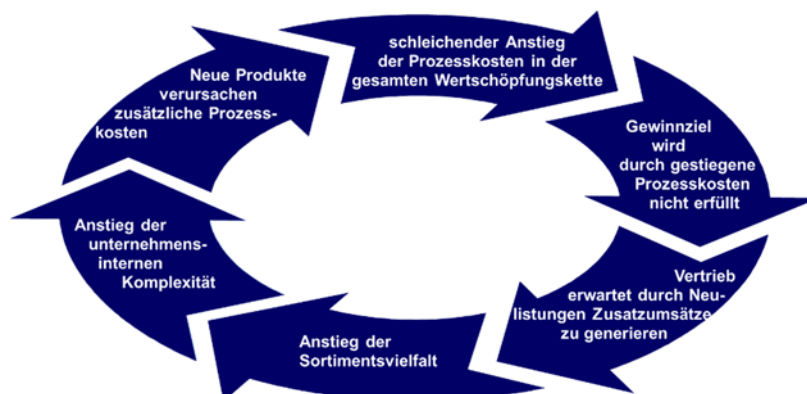 schleichender Anstieg
der Prozesskosten in der
gesamten Wertschöpfungskette
Gewinnziel
wird
durch gestiegene
Prozesskosten
nicht erfüllt
Vertrieb
erwartet durch Neu-
listungen Zusatzumsätze
zu generieren
Anstieg der
Sortimentsvielfalt
Anstieg der
unternehmens-
internen
Komplexität
Neue Produkte
verursachen
zusätzliche Prozess-
kosten